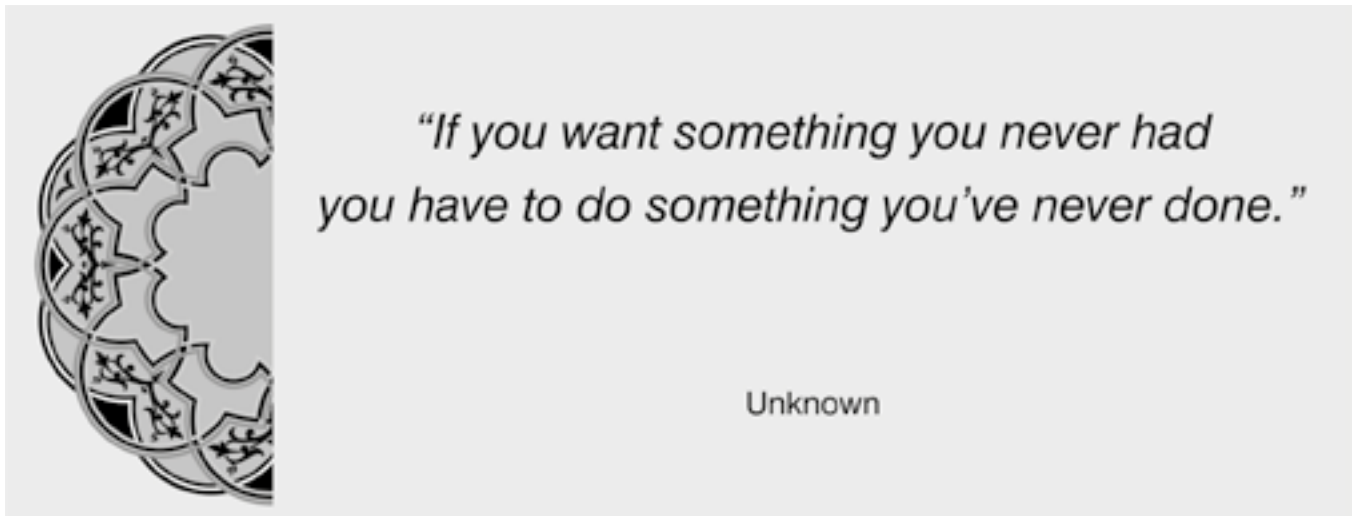 “If you want something you never had
you have to do something you’ve never done.”
Unknown